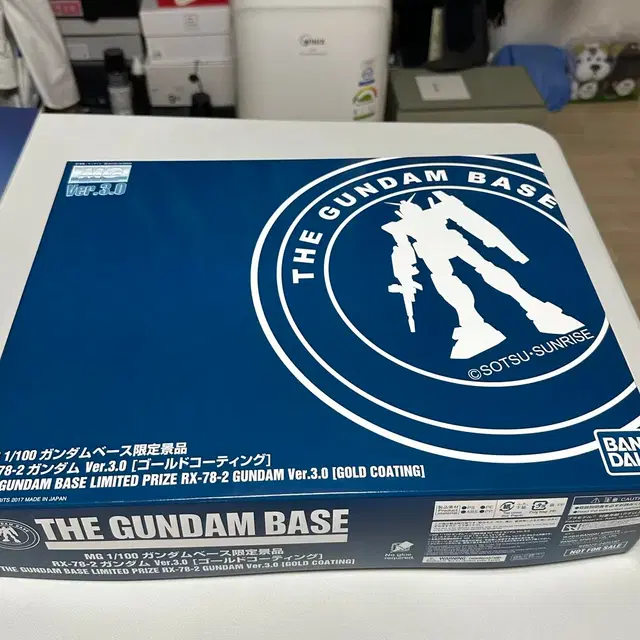 MG
Ver.3.0
THE GUNDAM BASE
©SOTSU・SUNRISE
1/100 ガンダムベース限定景品
78-2 ガンダム Ver.3.0 [ゴールドコーティング]
GUNDAM BASE LIMITED PRIZE RX-78-2 GUNDAM Ver.3.0 [GOLD COATING]
2017 MADE IN JAPAN
BAN
DAI
THE GUNDAM BASE
MG 1/100 ガンダムベース限定景品
RX-78-2 ガンダム Ver.3.0 [ゴールドコーティング]
THE GUNDAM BASE LIMITED PRIZE RX-78-2 GUNDAM Ver.3.0 [GOLD COATING]
No glue
required.
注意
CAUTION
NOT FOR SALE